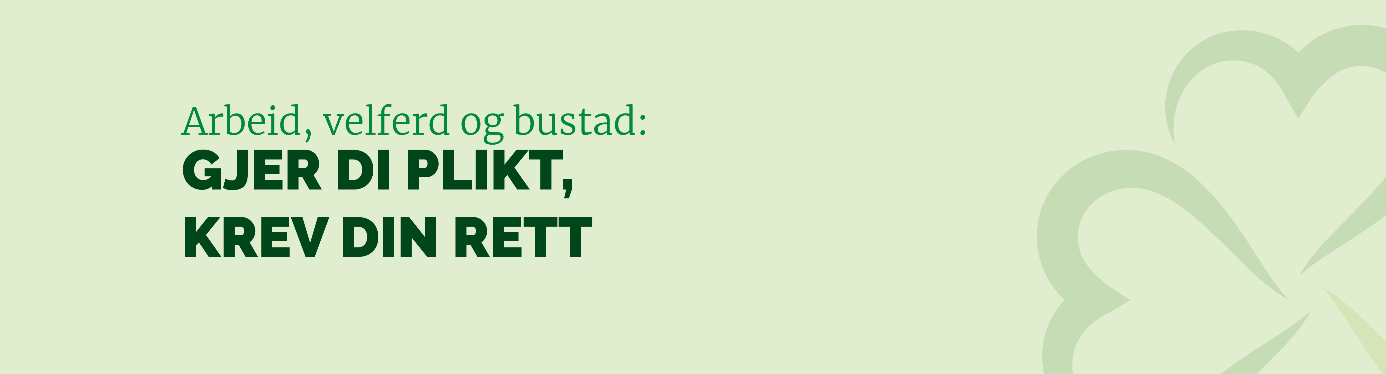 Arbeid, velferd og bustad:
GJER DI PLIKT,
KREV DIN RETT